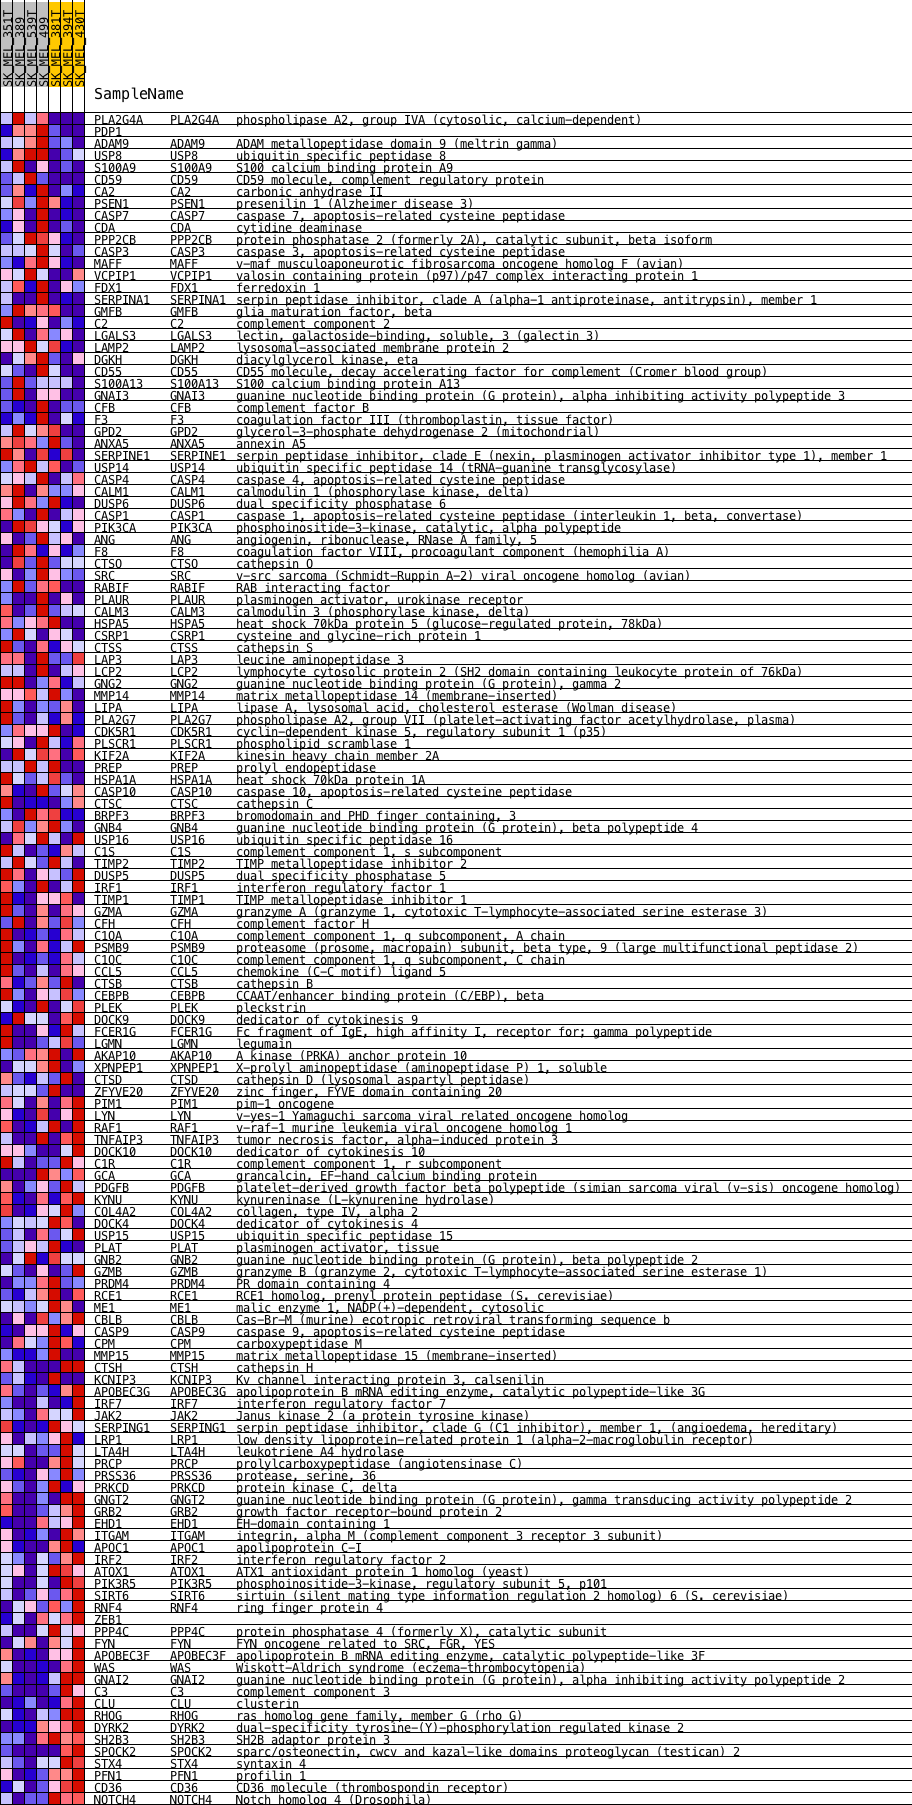 SK_MEL_351T
SK_MEL_389
SK_MEL_539T
SK_MEL_499
SK_MEL_381T
SK_MEL_394T
SK_MEL_430T
SampleName
PLA2G4A PLA2G4A phospholipase A2, group IVA (cytosolic, calcium-dependent)
PDP1
ADAM9 ADAM9 ADAM metallopeptidase domain 9 (meltrin gamma)
USP8 USP8 ubiquitin specific peptidase 8
S100A9 S100A9 S100 calcium binding protein A9
CD59 CD59 CD59 molecule, complement regulatory protein
CA2 CA2 carbonic anhydrase II
PSEN1 PSEN1 presenilin 1 (Alzheimer disease 3)
CASP7 CASP7 caspase 7, apoptosis-related cysteine peptidase
CDA CDA cytidine deaminase
PPP2CB PPP2CB protein phosphatase 2 (formerly 2A), catalytic subunit, beta isoform
CASP3 CASP3 caspase 3, apoptosis-related cysteine peptidase
MAFF MAFF v-maf musculoaponeurotic fibrosarcoma oncogene homolog F (avian)
VCPIP1 VCPIP1 valosin containing protein (p97)/p47 complex interacting protein 1
FDX1 FDX1 ferredoxin 1
SERPINA1 SERPINA1 serpin peptidase inhibitor, clade A (alpha-1 antiproteinase, antitrypsin), member 1
GMFB GMFB glia maturation factor, beta
C2 C2 complement component 2
LGALS3 LGALS3 lectin, galactoside-binding, soluble, 3 (galectin 3)
LAMP2 LAMP2 lysosomal-associated membrane protein 2
DGKH DGKH diacylglycerol kinase, eta
CD55 CD55 CD55 molecule, decay accelerating factor for complement (Cromer blood group)
S100A13 S100A13 S100 calcium binding protein A13
GNAI3 GNAI3 guanine nucleotide binding protein (G protein), alpha inhibiting activity polypeptide 3
CFB CFB complement factor B
F3 F3 coagulation factor III (thromboplastin, tissue factor)
GPD2 GPD2 glycerol-3-phosphate dehydrogenase 2 (mitochondrial)
ANXA5 ANXA5 annexin A5
SERPINE1 SERPINE1 serpin peptidase inhibitor, clade E (nexin, plasminogen activator inhibitor type 1), member 1
USP14 USP14 ubiquitin specific peptidase 14 (tRNA-guanine transglycosylase)
CASP4 CASP4 caspase 4, apoptosis-related cysteine peptidase
CALM1 CALM1 calmodulin 1 (phosphorylase kinase, delta)
DUSP6 DUSP6 dual specificity phosphatase 6
CASP1 CASP1 caspase 1, apoptosis-related cysteine peptidase (interleukin 1, beta, convertase)
PIK3CA PIK3CA phosphoinositide-3-kinase, catalytic, alpha polypeptide
ANG ANG angiogenin, ribonuclease, RNase A family, 5
F8 F8 coagulation factor VIII, procoagulant component (hemophilia A)
CTSO CTSO cathepsin O
SRC SRC v-src sarcoma (Schmidt-Ruppin A-2) viral oncogene homolog (avian)
RABIF RABIF RAB interacting factor
PLAUR PLAUR plasminogen activator, urokinase receptor
CALM3 CALM3 calmodulin 3 (phosphorylase kinase, delta)
HSPA5 HSPA5 heat shock 70kDa protein 5 (glucose-regulated protein, 78kDa)
CSRP1 CSRP1 cysteine and glycine-rich protein 1
CTSS CTSS cathepsin S
LAP3 LAP3 leucine aminopeptidase 3
LCP2 LCP2 lymphocyte cytosolic protein 2 (SH2 domain containing leukocyte protein of 76kDa)
GNG2 GNG2 guanine nucleotide binding protein (G protein), gamma 2
MMP14 MMP14 matrix metallopeptidase 14 (membrane-inserted)
LIPA LIPA lipase A, lysosomal acid, cholesterol esterase (Wolman disease)
PLA2G7 PLA2G7 phospholipase A2, group VII (platelet-activating factor acetylhydrolase, plasma)
CDK5R1 CDK5R1 cyclin-dependent kinase 5, regulatory subunit 1 (p35)
PLSCR1 PLSCR1 phospholipid scramblase 1
KIF2A KIF2A kinesin heavy chain member 2A
PREP PREP prolyl endopeptidase
HSPA1A HSPA1A heat shock 70kDa protein 1A
CASP10 CASP10 caspase 10, apoptosis-related cysteine peptidase
CTSC CTSC cathepsin C
BRPF3 BRPF3 bromodomain and PHD finger containing, 3
GNB4 GNB4 guanine nucleotide binding protein (G protein), beta polypeptide 4
USP16 USP16 ubiquitin specific peptidase 16
C1S C1S complement component 1, s subcomponent
TIMP2 TIMP2 TIMP metallopeptidase inhibitor 2
DUSP5 DUSP5 dual specificity phosphatase 5
IRF1 IRF1 interferon regulatory factor 1
TIMP1 TIMP1 TIMP metallopeptidase inhibitor 1
GZMA GZMA granzyme A (granzyme 1, cytotoxic T-lymphocyte-associated serine esterase 3)
CFH CFH complement factor H
C1QA C1QA complement component 1, q subcomponent, A chain
PSMB9 PSMB9 proteasome (prosome, macropain) subunit, beta type, 9 (large multifunctional peptidase 2)
C1QC C1QC complement component 1, q subcomponent, C chain
CCL5 CCL5 chemokine (C-C motif) ligand 5
CTSB CTSB cathepsin B
CEBPB CEBPB CCAAT/enhancer binding protein (C/EBP), beta
PLEK PLEK pleckstrin
DOCK9 DOCK9 dedicator of cytokinesis 9
FCER1G FCER1G Fc fragment of IgE, high affinity I, receptor for; gamma polypeptide
LGMN LGMN legumain
AKAP10 AKAP10 A kinase (PRKA) anchor protein 10
XPNPEP1 XPNPEP1 X-prolyl aminopeptidase (aminopeptidase P) 1, soluble
CTSD CTSD cathepsin D (lysosomal aspartyl peptidase)
ZFYVE20 ZFYVE20 zinc finger, FYVE domain containing 20
PIM1 PIM1 pim-1 oncogene
LYN LYN v-yes-1 Yamaguchi sarcoma viral related oncogene homolog
RAF1 RAF1 v-raf-1 murine leukemia viral oncogene homolog 1
TNFAIP3 TNFAIP3 tumor necrosis factor, alpha-induced protein 3
DOCK10 DOCK10 dedicator of cytokinesis 10
C1R C1R complement component 1, r subcomponent
GCA GCA grancalcin, EF-hand calcium binding protein
PDGFB PDGFB platelet-derived growth factor beta polypeptide (simian sarcoma viral (v-sis) oncogene homolog)
KYNU KYNU kynureninase (L-kynurenine hydrolase)
COL4A2 COL4A2 collagen, type IV, alpha 2
DOCK4 DOCK4 dedicator of cytokinesis 4
USP15 USP15 ubiquitin specific peptidase 15
PLAT PLAT plasminogen activator, tissue
GNB2 GNB2 guanine nucleotide binding protein (G protein), beta polypeptide 2
GZMB GZMB granzyme B (granzyme 2, cytotoxic T-lymphocyte-associated serine esterase 1)
PRDM4 PRDM4 PR domain containing 4
RCE1 RCE1 RCE1 homolog, prenyl protein peptidase (S. cerevisiae)
ME1 ME1 malic enzyme 1, NADP(+)-dependent, cytosolic
CBLB CBLB Cas-Br-M (murine) ecotropic retroviral transforming sequence b
CASP9 CASP9 caspase 9, apoptosis-related cysteine peptidase
CPM CPM carboxypeptidase M
MMP15 MMP15 matrix metallopeptidase 15 (membrane-inserted)
CTSH CTSH cathepsin H
KCNIP3 KCNIP3 Kv channel interacting protein 3, calsenilin
APOBEC3G APOBEC3G apolipoprotein B mRNA editing enzyme, catalytic polypeptide-like 3G
IRF7 IRF7 interferon regulatory factor 7
JAK2 JAK2 Janus kinase 2 (a protein tyrosine kinase)
SERPING1 SERPING1 serpin peptidase inhibitor, clade G (C1 inhibitor), member 1, (angioedema, hereditary)
LRP1 LRP1 low density lipoprotein-related protein 1 (alpha-2-macroglobulin receptor)
LTA4H LTA4H leukotriene A4 hydrolase
PRCP PRCP prolylcarboxypeptidase (angiotensinase C)
PRSS36 PRSS36 protease, serine, 36
PRKCD PRKCD protein kinase C, delta
GNGT2 GNGT2 guanine nucleotide binding protein (G protein), gamma transducing activity polypeptide 2
GRB2 GRB2 growth factor receptor-bound protein 2
EHD1 EHD1 EH-domain containing 1
ITGAM ITGAM integrin, alpha M (complement component 3 receptor 3 subunit)
APOC1 APOC1 apolipoprotein C-I
IRF2 IRF2 interferon regulatory factor 2
ATOX1 ATOX1 ATX1 antioxidant protein 1 homolog (yeast)
PIK3R5 PIK3R5 phosphoinositide-3-kinase, regulatory subunit 5, p101
SIRT6 SIRT6 sirtuin (silent mating type information regulation 2 homolog) 6 (S. cerevisiae)
RNF4 RNF4 ring finger protein 4
ZEB1
PPP4C PPP4C protein phosphatase 4 (formerly X), catalytic subunit
FYN FYN FYN oncogene related to SRC, FGR, YES
APOBEC3F APOBEC3F apolipoprotein B mRNA editing enzyme, catalytic polypeptide-like 3F
WAS WAS Wiskott-Aldrich syndrome (eczema-thrombocytopenia)
GNAI2 GNAI2 guanine nucleotide binding protein (G protein), alpha inhibiting activity polypeptide 2
C3 C3 complement component 3
CLU CLU clusterin
RHOG RHOG ras homolog gene family, member G (rho G)
DYRK2 DYRK2 dual-specificity tyrosine-(Y)-phosphorylation regulated kinase 2
SH2B3 SH2B3 SH2B adaptor protein 3
SPOCK2 SPOCK2 sparc/osteonectin, cwcv and kazal-like domains proteoglycan (testican) 2
STX4 STX4 syntaxin 4
PFN1 PFN1 profilin 1
CD36 CD36 CD36 molecule (thrombospondin receptor)
NOTCH4 NOTCH4 Notch homolog 4 (Drosophila)